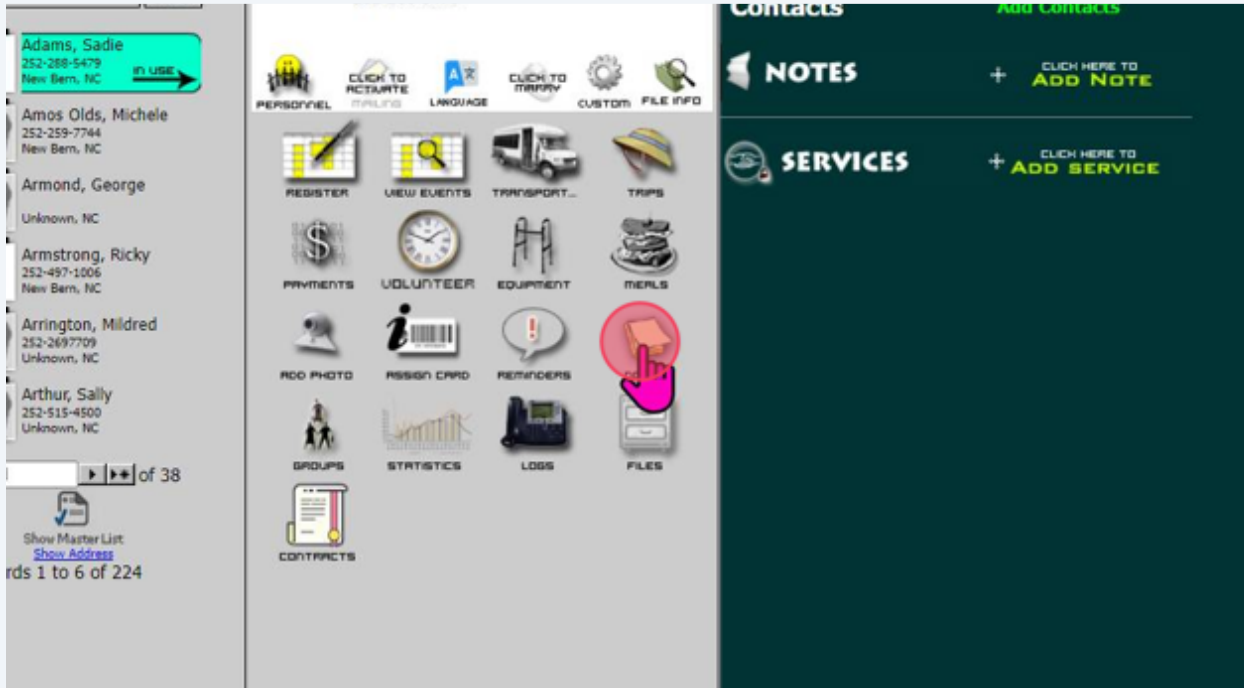 Adams, Sadie
252-288-5479
New Bern, NC
IN USE
Amos Olds, Michele
252-259-7744
New Bern, NC
Armond, George
Unknown, NC
Armstrong, Ricky
252-497-1006
New Bern, NC
Arrington, Mildred
252-2697709
Unknown, NC
Arthur, Sally
252-515-4500
Unknown, NC
of 38
Show Master List
Show Address
rds 1 to 6 of 224
PERSONNEL
CLICK TO
ACTIVATE
MAILING
LANGUAGE
CLICK TO
MARRY
CUSTOM
FILE INFO
REGISTER
VIEW EVENTS
TRANSPORT...
TRIPS
PAYMENTS
VOLUNTEER
EQUIPMENT
MEALS
ADD PHOTO
ASSIGN CARD
REMINDERS
GROUPS
STATISTICS
LOGS
FILES
CONTRACTS
Contacts
Add Contacts
NOTES
+ CLICK HERE TO
ADD NOTE
SERVICES
+ CLICK HERE TO
ADD SERVICE